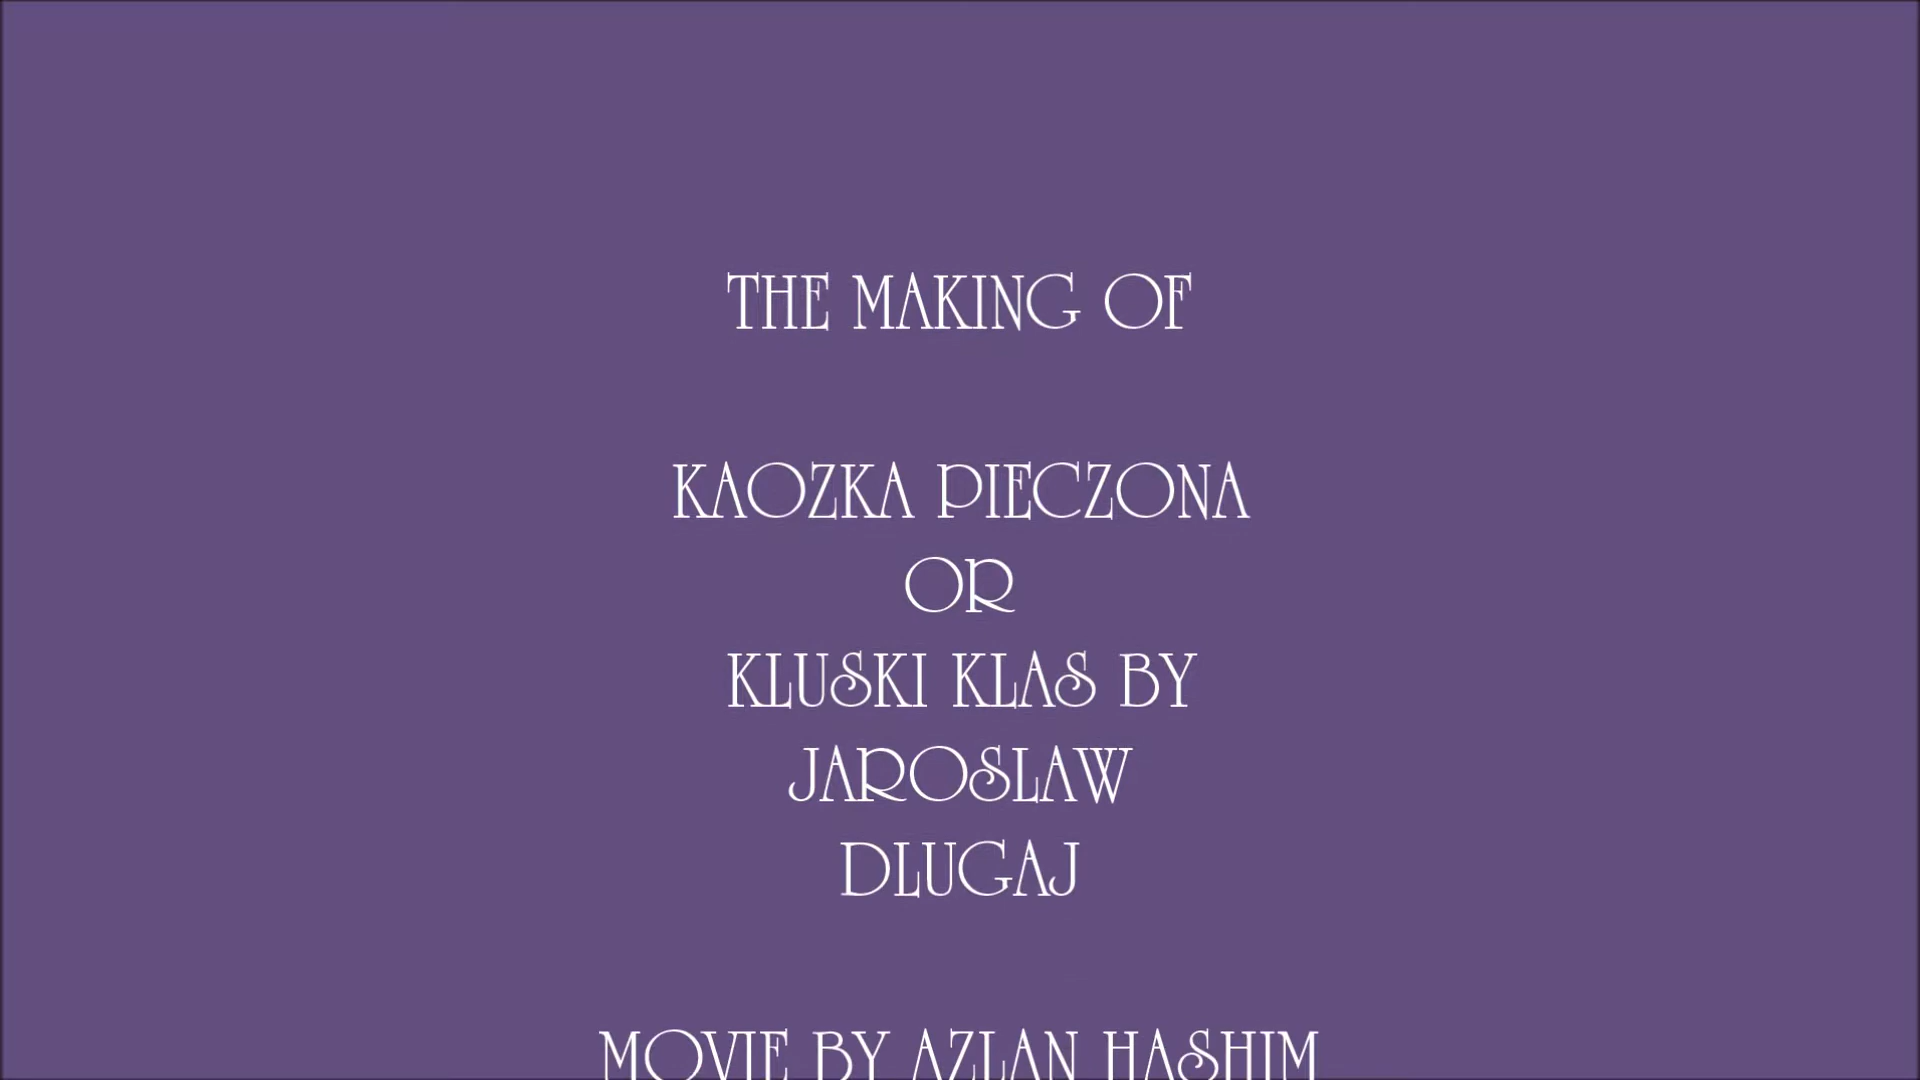 THE MAKING OF
KAOZKA PIECZONA
OR
KLUSKI KLAS BY
JAROSLAW
DLUGAJ
MOVIE BY AZLAN HASHIM